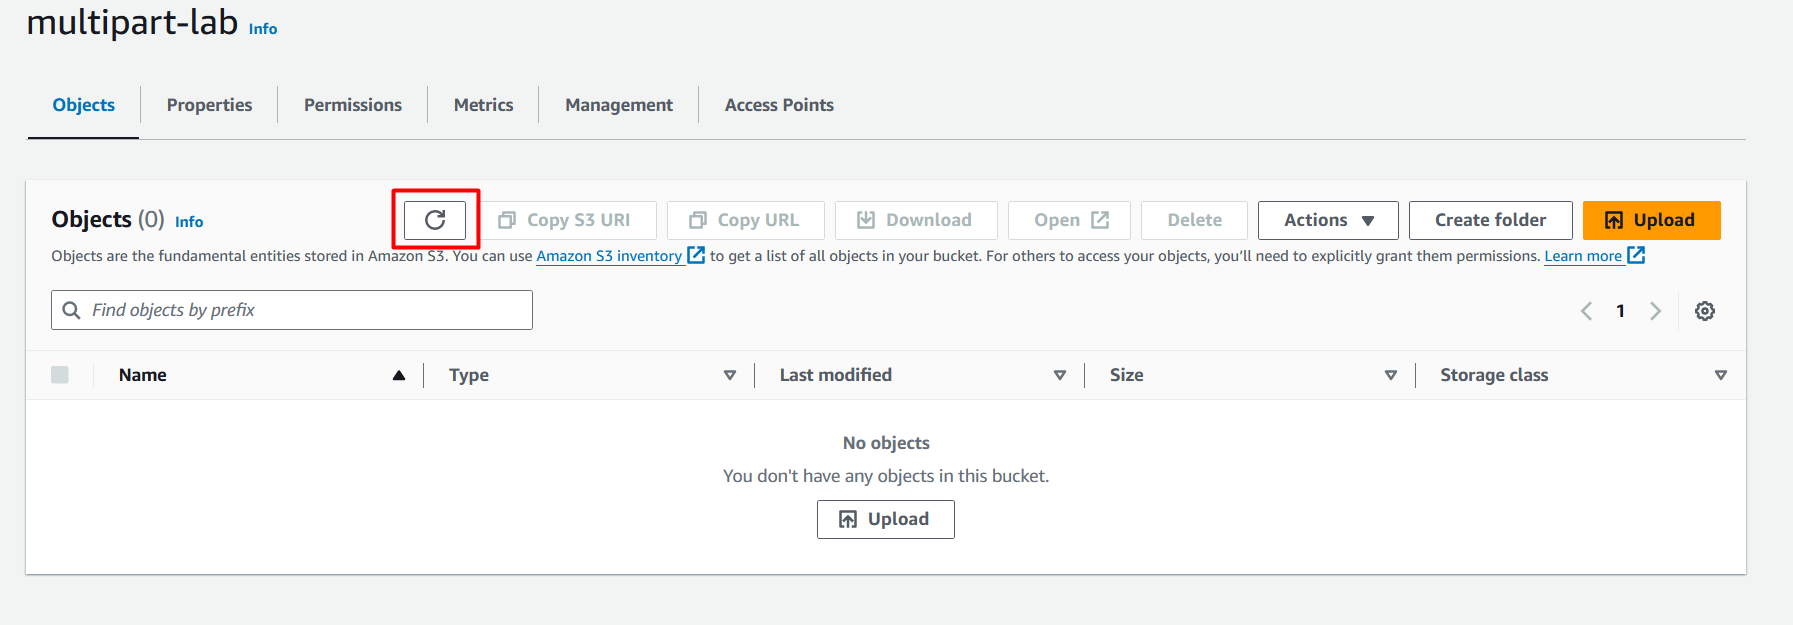 multipart-lab Info
Objects Properties Permissions Metrics Management Access Points
Objects (0) Info Copy S3 URI Copy URL Download Open Delete Actions Create folder Upload
Objects are the fundamental entities stored in Amazon S3. You can use Amazon S3 inventory to get a list of all objects in your bucket. For others to access your objects, you’ll need to explicitly grant them permissions. Learn more
Find objects by prefix 1
Name Type Last modified Size Storage class
No objects
You don't have any objects in this bucket.
Upload